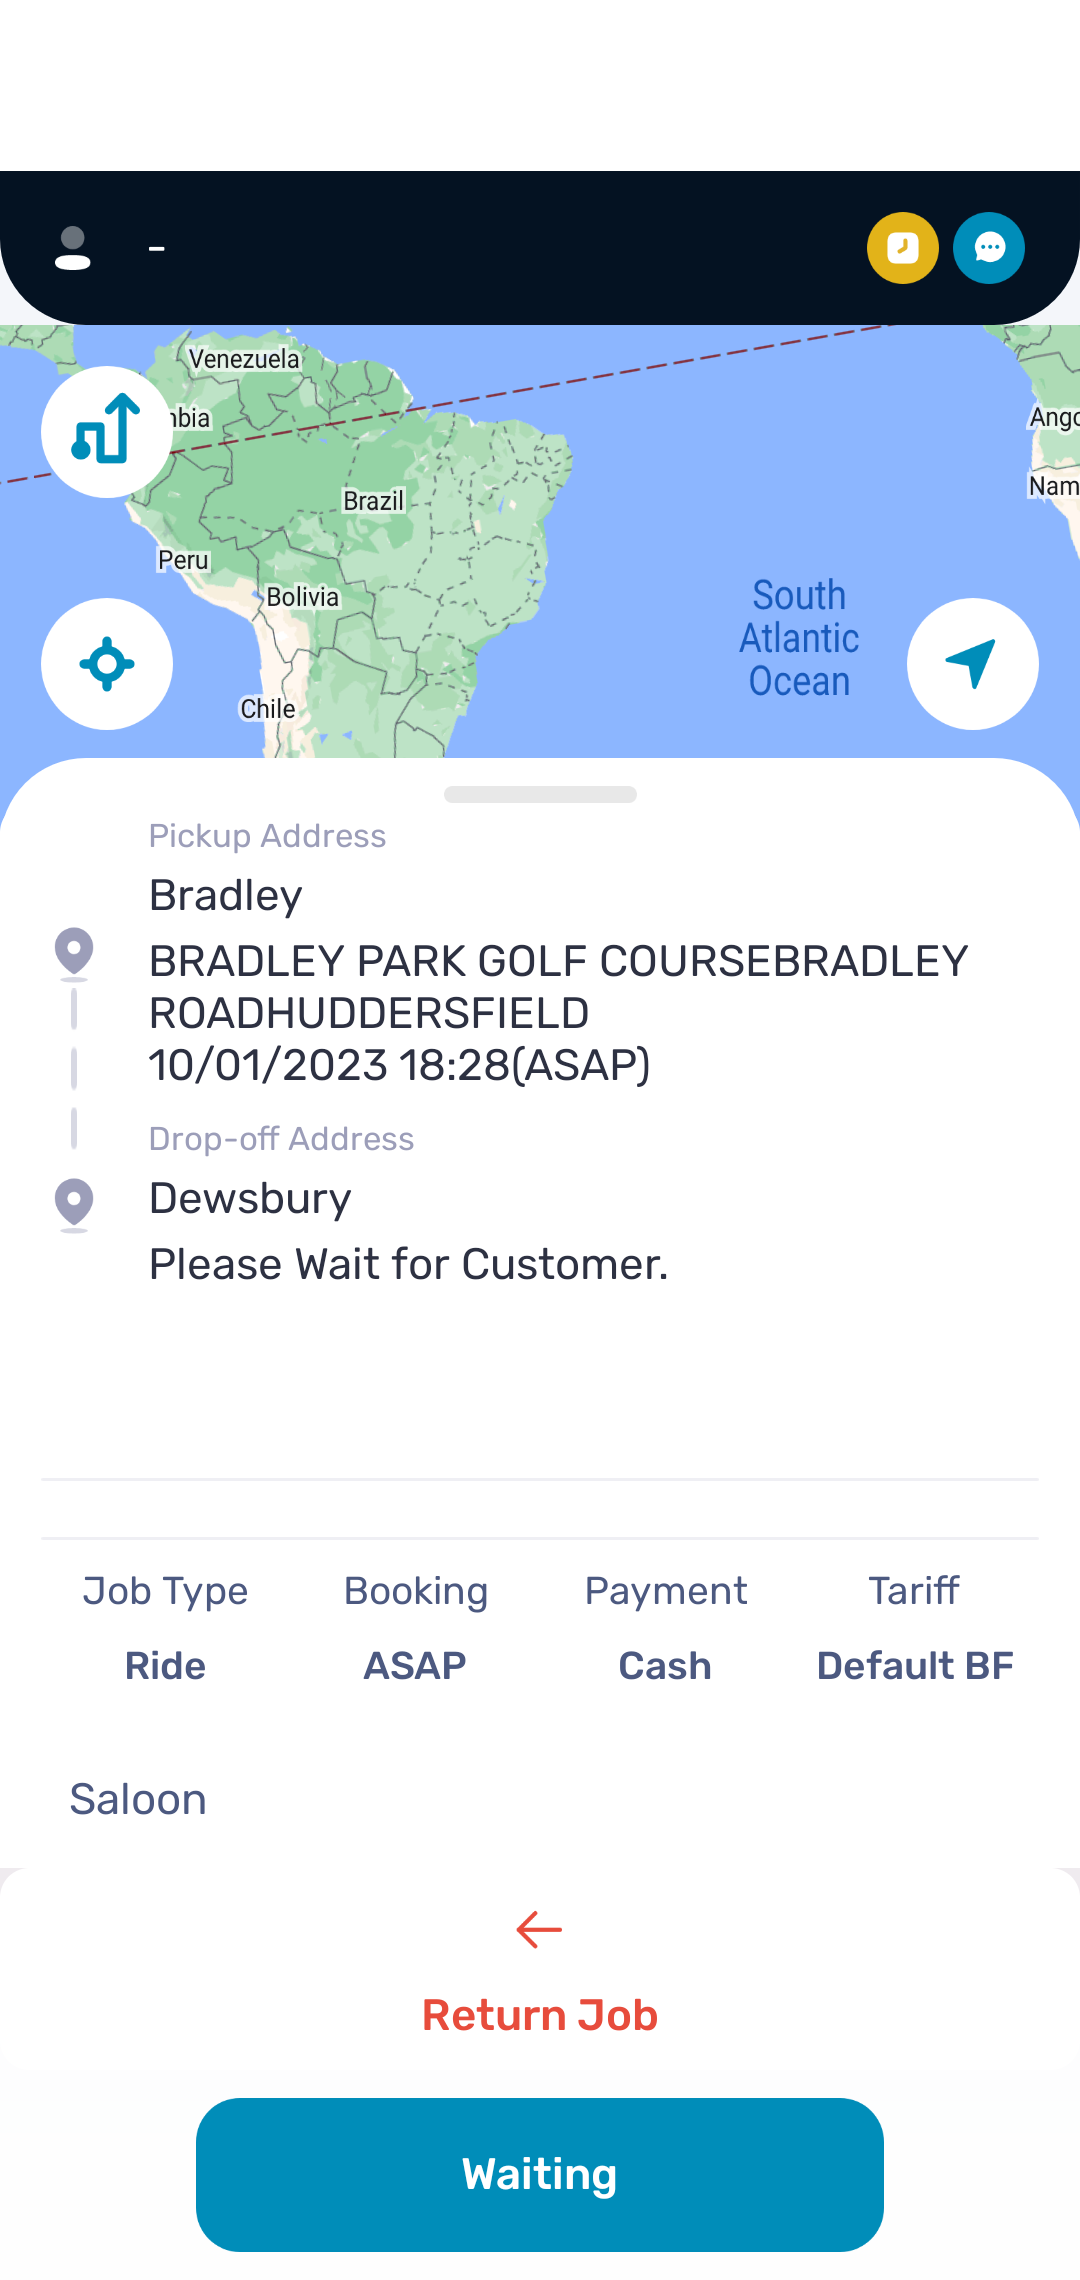 -
Venezuela
mbia
Brazil
Peru
Bolivia
Chile
Ango
Nam
South
Atlantic
Ocean
Pickup Address
Bradley
BRADLEY PARK GOLF COURSEBRADLEY
ROADHUDDERSFIELD
10/01/2023 18:28(ASAP)
Drop-off Address
Dewsbury
Please Wait for Customer.
Job Type Booking Payment Tariff
Ride ASAP Cash Default BF
Saloon
Return Job
Waiting